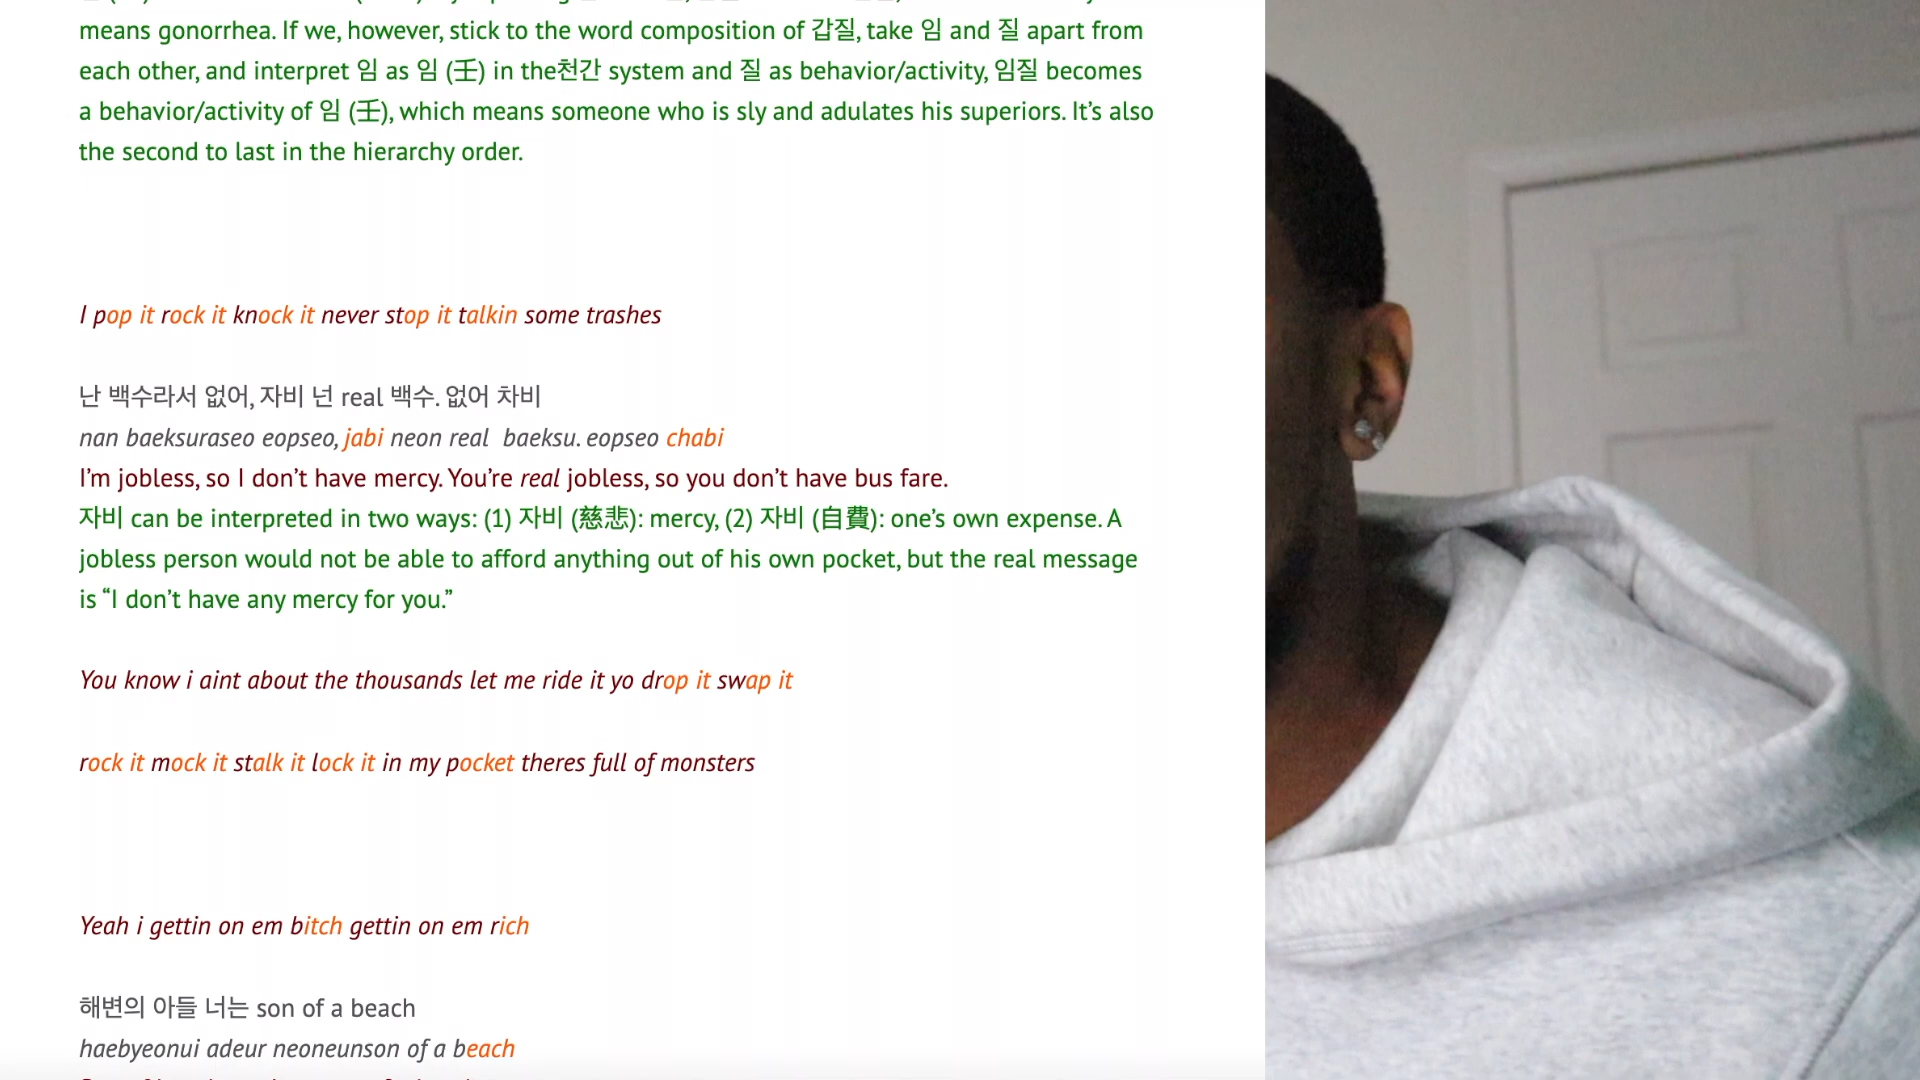 means gonorrhea. If we, however, stick to the word composition of 갑질, take 임 and 질 apart from
each other, and interpret 임 as 임 (壬) in the천간 system and 질 as behavior/activity, 임질 becomes
a behavior/activity of 임 (壬), which means someone who is sly and adulates his superiors. It’s also
the second to last in the hierarchy order.
I pop it rock it knock it never stop it talkin some trashes
난 백수라서 없어, 자비 넌 real 백수. 없어 차비
nan baeksuraseo eopseo, jabi neon real baeksu. eopseo chabi
I’m jobless, so I don’t have mercy. You’re real jobless, so you don’t have bus fare.
자비 can be interpreted in two ways: (1) 자비 (慈悲): mercy, (2) 자비 (自費): one’s own expense. A
jobless person would not be able to afford anything out of his own pocket, but the real message
is “I don’t have any mercy for you.”
You know i aint about the thousands let me ride it yo drop it swap it
rock it mock it stalk it lock it in my pocket theres full of monsters
Yeah i gettin on em bitch gettin on em rich
해변의 아들 너는 son of a beach
haebyeonui adeur neoneunson of a beach